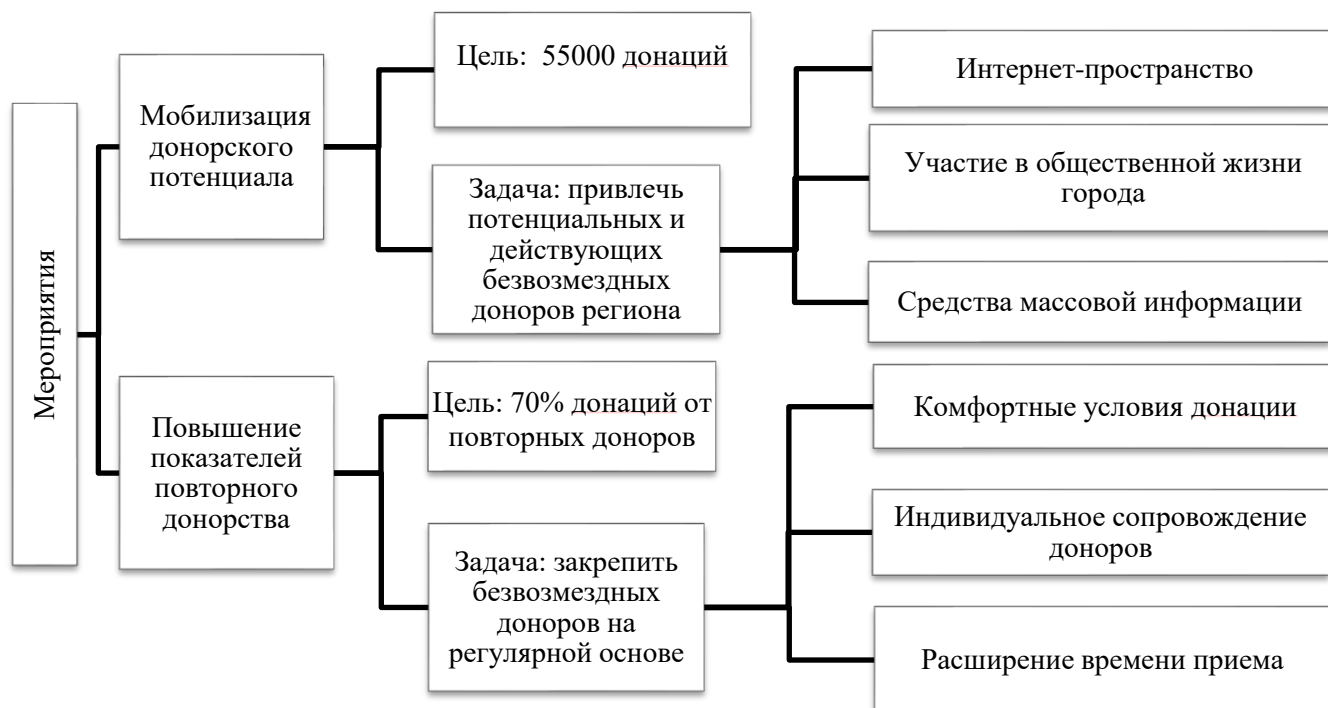 Мероприятия
Мобилизация
донорского
потенциала
Цель: 55000 донаций
Задача: привлечь
потенциальных и
действующих
безвозмездных
доноров региона
Интернет-пространство
Участие в общественной жизни
города
Средства массовой информации
Повышение
показателей
повторного
донорства
Цель: 70% донаций от
повторных доноров
Задача: закрепить
безвозмездных
доноров на
регулярной основе
Комфортные условия донации
Индивидуальное сопровождение
доноров
Расширение времени приема